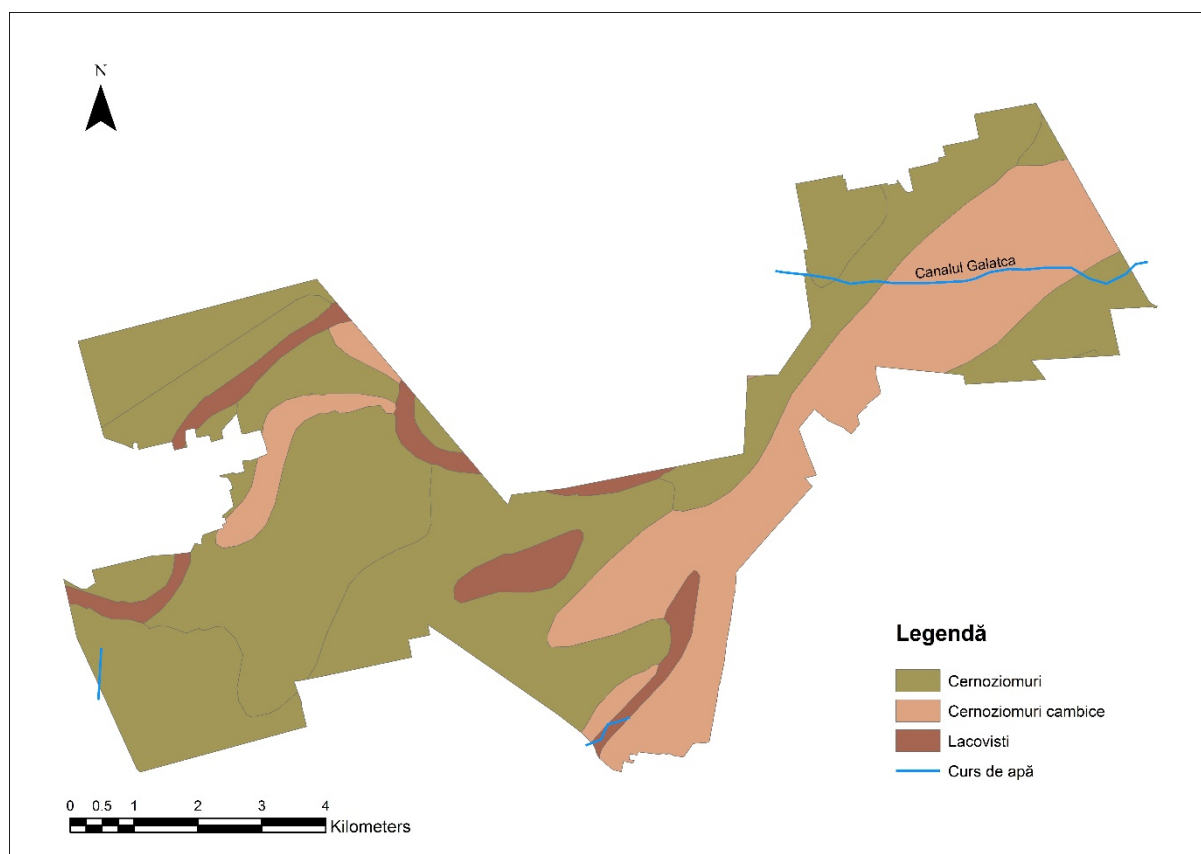 N
Canalul Galatca
Legendă
Cernoziomuri
Cernoziomuri cambice
Lacovisti
Curs de apă
0 0.5 1 2 3 4
Kilometers